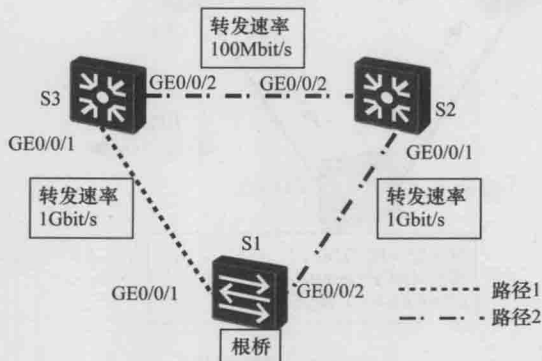 转发速率
100Mbit/s
GE0/0/2
GE0/0/2
S3
S2
GE0/0/1
GE0/0/1
转发速率
1Gbit/s
转发速率
1Gbit/s
S1
GE0/0/1
GE0/0/2
路径1
路径2
根桥